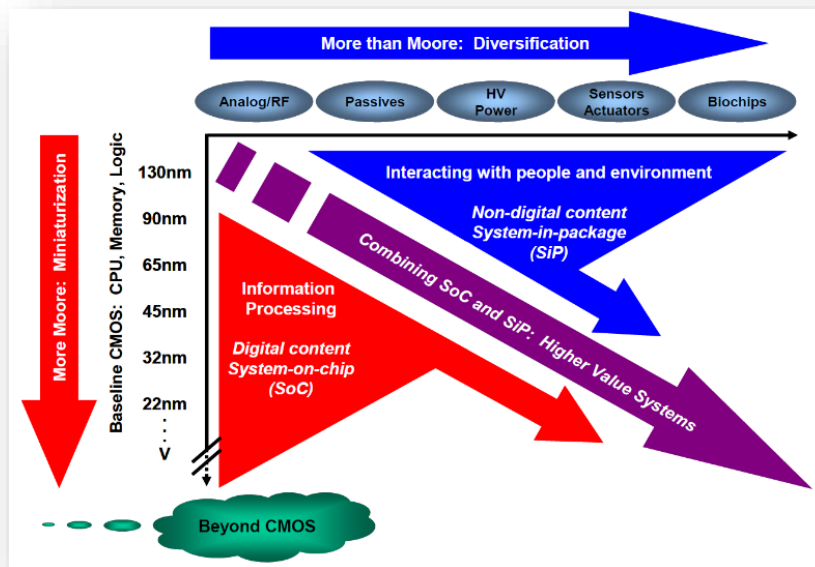 More than Moore: Diversification
Analog/RF
Passives
HV
Power
Sensors
Actuators
Biochips
More Moore: Miniaturization
Baseline CMOS: CPU, Memory, Logic
130nm
90nm
65nm
45nm
32nm
22nm
V
Interacting with people and environment
Non-digital content
System-in-package
(SiP)
Combining SoC and SiP: Higher Value Systems
Information
Processing
Digital content
System-on-chip
(SoC)
Beyond CMOS